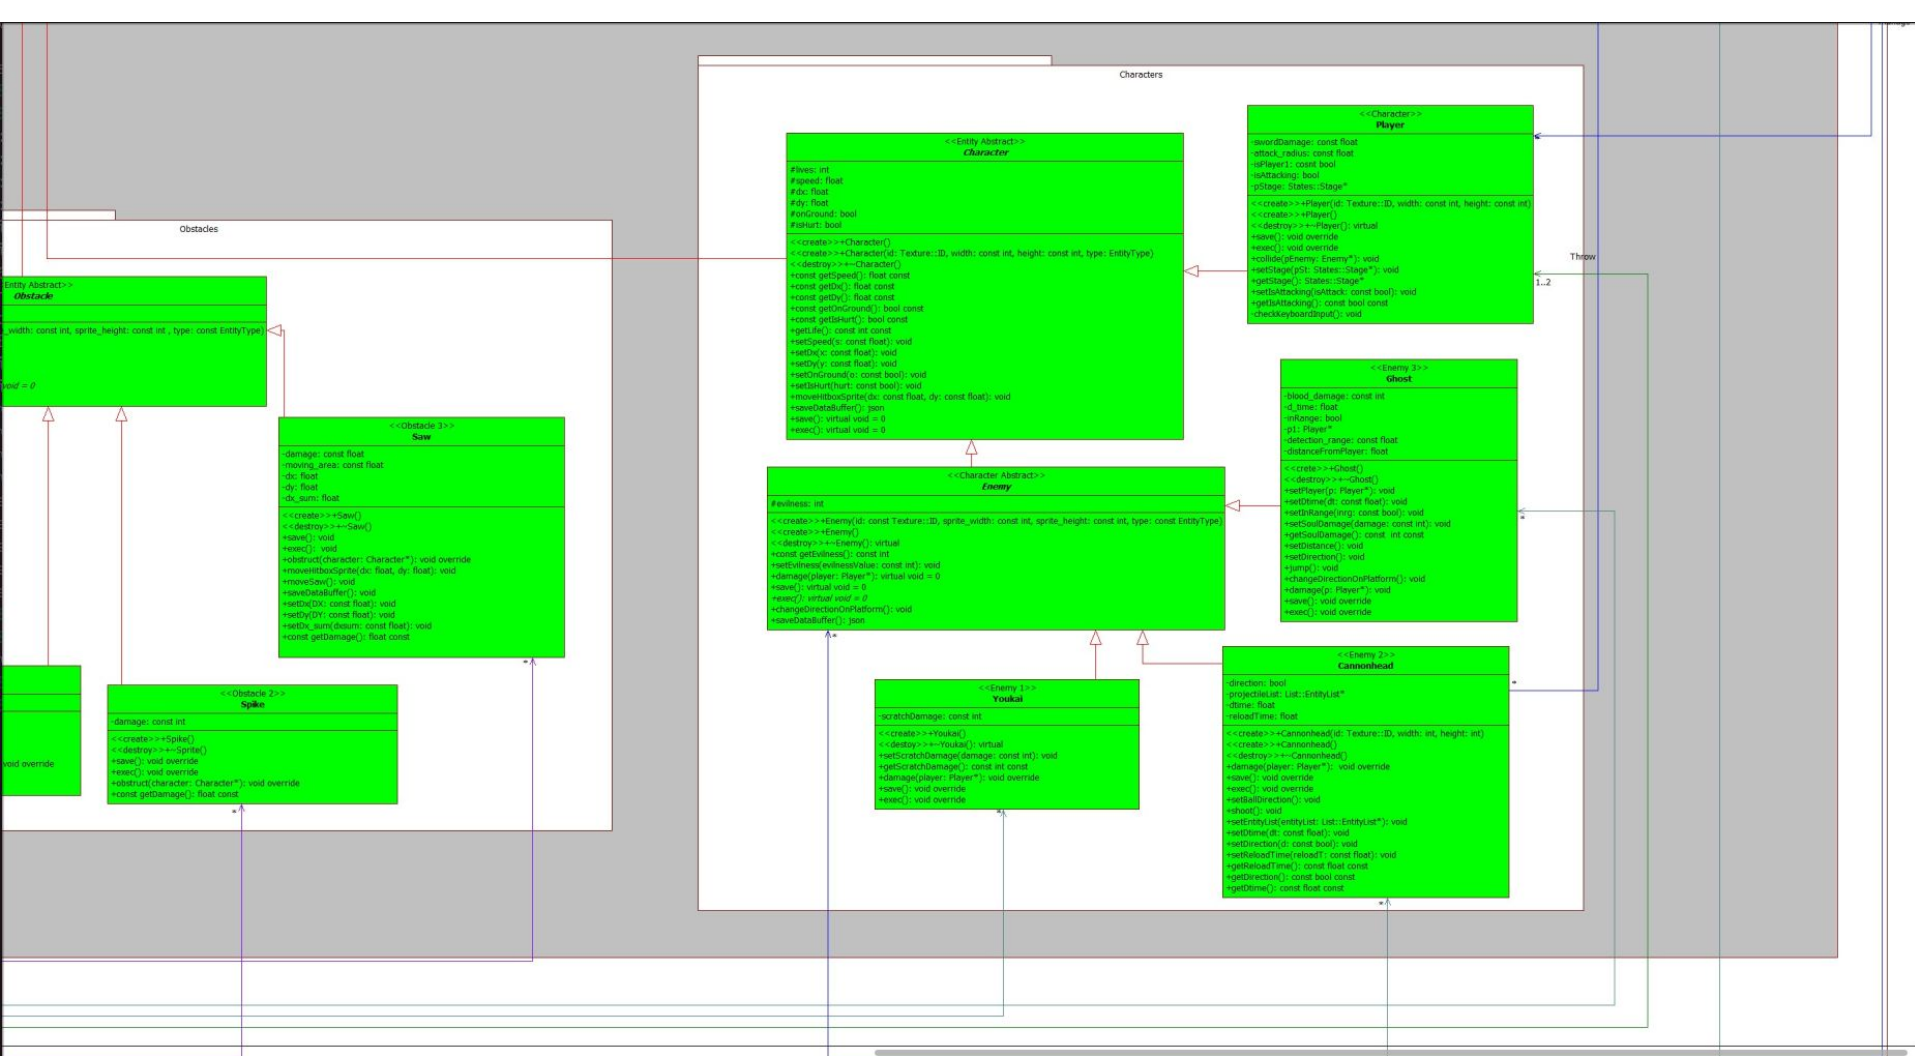 Characters
<<Entity Abstract>>
Character
#lives: int
#speed: float
#dx: float
#dy: float
#onGround: bool
#isHurt: bool
<<create>>+Character()
<<create>>+Character(id: Texture::ID, width: const int, height: const int, type: EntityType)
<<destroy>>+~Character()
+const getSpeed(): float const
+const getDx(): float const
+const getDy(): float const
+const getOnGround(): bool const
+const getIsHurt(): bool const
+getLife(): const int const
+setSpeed(s: const float): void
+setDx(x: const float): void
+setDy(y: const float): void
+setOnGround(o: const bool): void
+setIsHurt(hurt: const bool): void
+moveHitboxSprite(dx: const float, dy: const float): void
+saveDataBuffer(): json
+save(): virtual void = 0
+exec(): virtual void = 0
<<Character>>
Player
-swordDamage: const float
-attack_radius: const float
-isPlayer1: cosnt bool
-isAttacking: bool
-pStage: States::Stage*
<<create>>+Player(id: Texture::ID, width: const int, height: const int)
<<create>>+Player()
<<destroy>>+~Player(): virtual
+save(): void override
+exec(): void override
+collide(pEnemy: Enemy*): void
+setStage(pSt: States::Stage*): void
+getStage(): States::Stage*
+setIsAttacking(isAttack: const bool): void
+getIsAttacking(): const bool const
-checkKeyboardInput(): void
Throw
1..2
Obstacles
Entity Abstract>>
Obstacle
_width: const int, sprite_height: const int , type: const EntityType)
void = 0
<<Obstacle 3>>
Saw
-damage: const float
-moving_area: const float
-dx: float
-dy: float
-dx_sum: float
<<create>>+Saw()
<<destroy>>+~Saw()
+save(): void
+exec(): void
+obstruct(character: Character*): void override
+moveHitboxSprite(dx: float, dy: float): void
+moveSaw(): void
+saveDataBuffer(): void
+setDx(DX: const float): void
+setDy(DY: const float): void
+setDx_sum(dxsum: const float): void
+const getDamage(): float const
*
<<Enemy 3>>
Ghost
-blood_damage: const int
-d_time: float
-inRange: bool
-p1: Player*
-detection_range: const float
-distanceFromPlayer: float
<<crete>>+Ghost()
<<destroy>>+~Ghost()
+setPlayer(p: Player*): void
+setDtime(dt: const float): void
+setInRange(inrg: const bool): void
+setSoulDamage(damage: const int): void
+getSoulDamage(): const int const
+setDistance(): void
+setDirection(): void
+jump(): void
+changeDirectionOnPlatform(): void
+damage(p: Player*): void
+save(): void override
+exec(): void override
*
<<Character Abstract>>
Enemy
#evilness: int
<<create>>+Enemy(id: const Texture::ID, sprite_width: const int, sprite_height: const int, type: const EntityType)
<<create>>+Enemy()
<<destroy>>+~Enemy(): virtual
+const getEvilness(): const int
+setEvilness(evilnessValue: const int): void
+damage(player: Player*): virtual void = 0
+save(): virtual void = 0
+exec(): virtual void = 0
+changeDirectionOnPlatform(): void
+saveDataBuffer(): json
*
<<Enemy 2>>
Cannonhead
-direction: bool
-projectileList: List::EntityList*
-dtime: float
-reloadTime: float
<<create>>+Cannonhead(id: Texture::ID, width: int, height: int)
<<create>>+Cannonhead()
<<destroy>>+~Cannonhead()
+damage(player: Player*): void override
+save(): void override
+exec(): void override
+setBallDirection(): void
+shoot(): void
+setEntityList(entityList: List::EntityList*): void
+setDtime(dt: const float): void
+setDirection(d: const bool): void
+setReloadTime(reloadT: const float): void
+getReloadTime(): const float const
+getDirection(): const bool const
+getDtime(): const float const
*
*
<<Enemy 1>>
Youkai
-scratchDamage: const int
<<create>>+Youkai()
<<destoy>>+~Youkai(): virtual
+setScratchDamage(damage: const int): void
+getScratchDamage(): const int const
+damage(player: Player*): void override
+save(): void override
+exec(): void override
*
<<Obstacle 2>>
Spike
-damage: const int
<<create>>+Spike()
<<destroy>>+~Sprite()
+save(): void override
+exec(): void override
+obstruct(character: Character*): void override
+const getDamage(): float const
*
void override